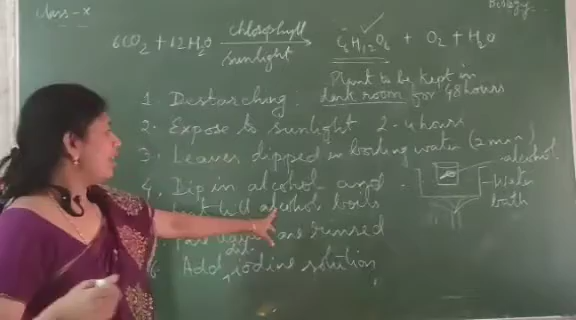 Class-X
Biology
6CO2 + 12H2O chlorophyll sunlight → C6H12O6 + O2 + H2O
Plant to be kept in
1. Destarching. dark room for 48 hours
2. Expose to sunlight 2-4 hours
3. Leaves dipped in boiling water (2 min)
alcohol
4. Dip in alcohol and
Water
bath
till alcohol boils
are rinsed
6. Add iodine solution